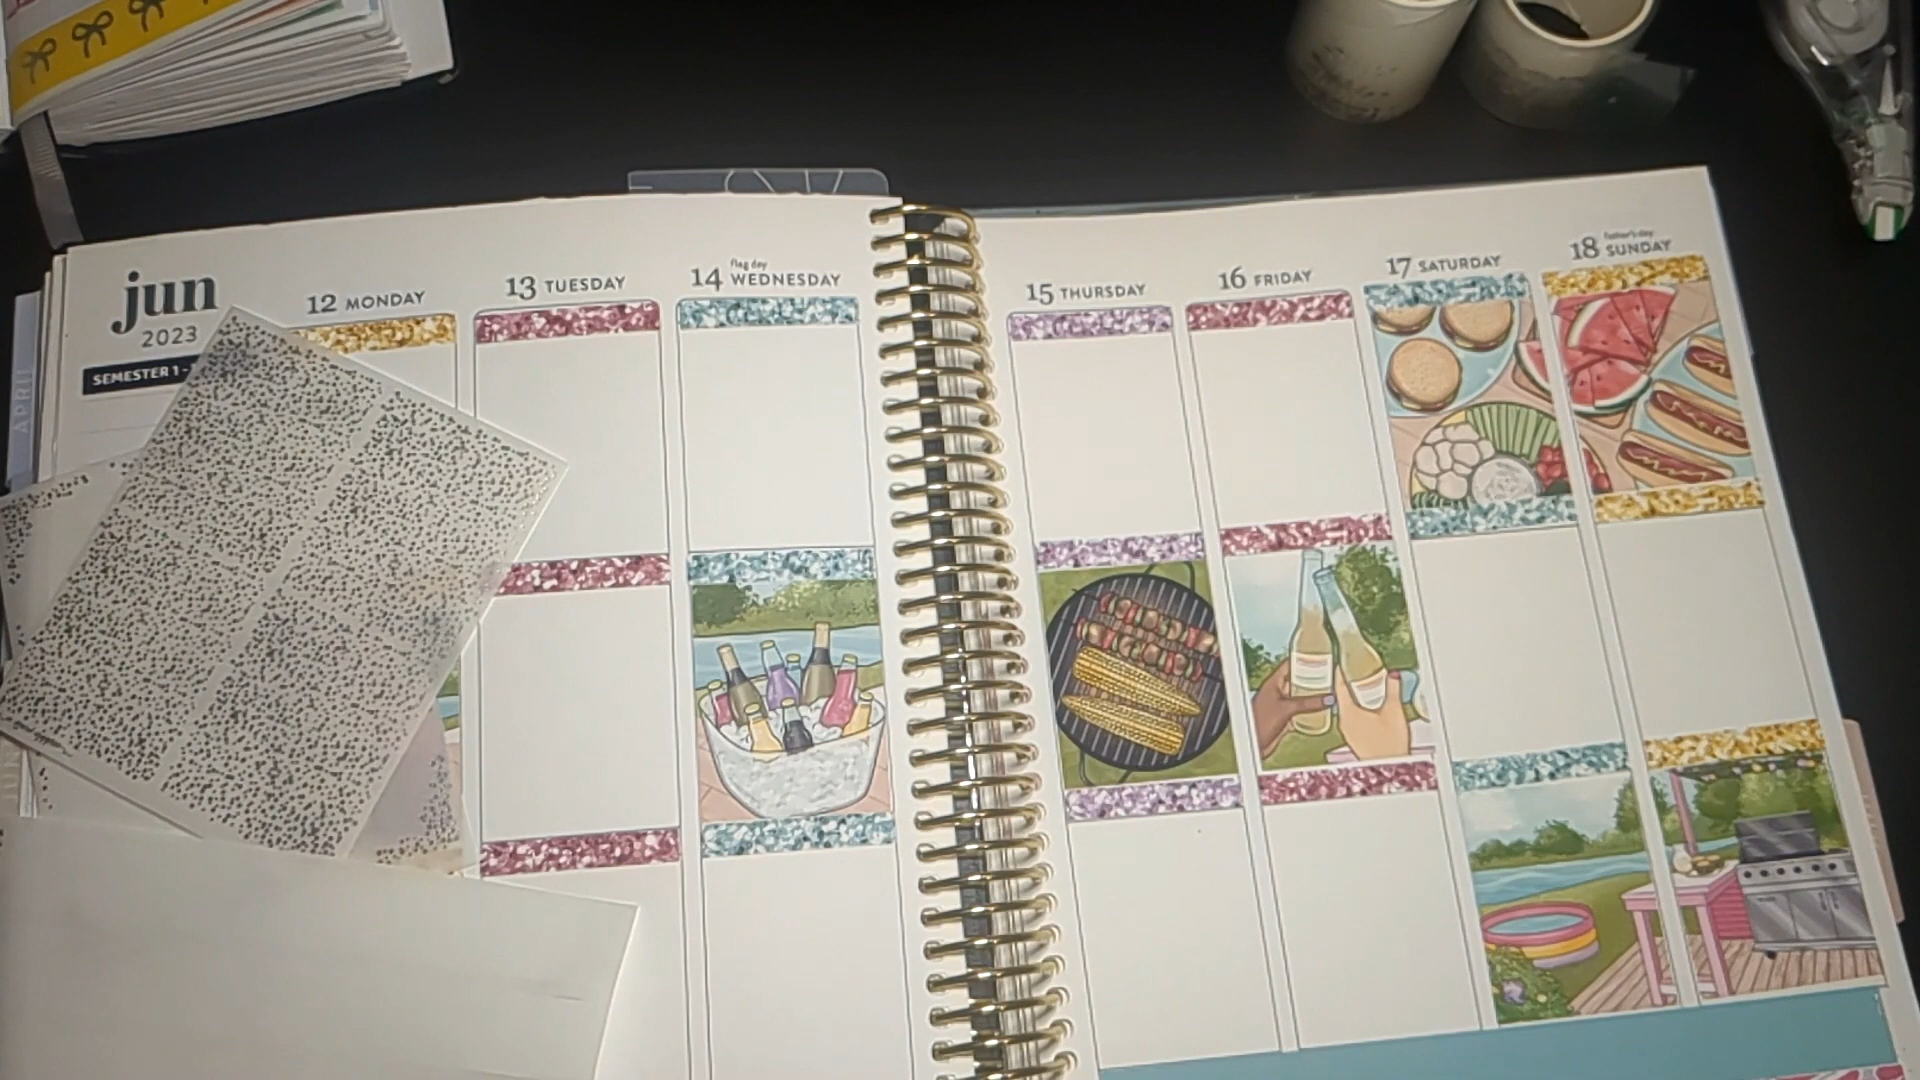 jun
2023
SEMESTER 1 -
12 MONDAY
13 TUESDAY
flag day
14 WEDNESDAY
15 THURSDAY
16 FRIDAY
17 SATURDAY
father's day
18 SUNDAY
APRIL